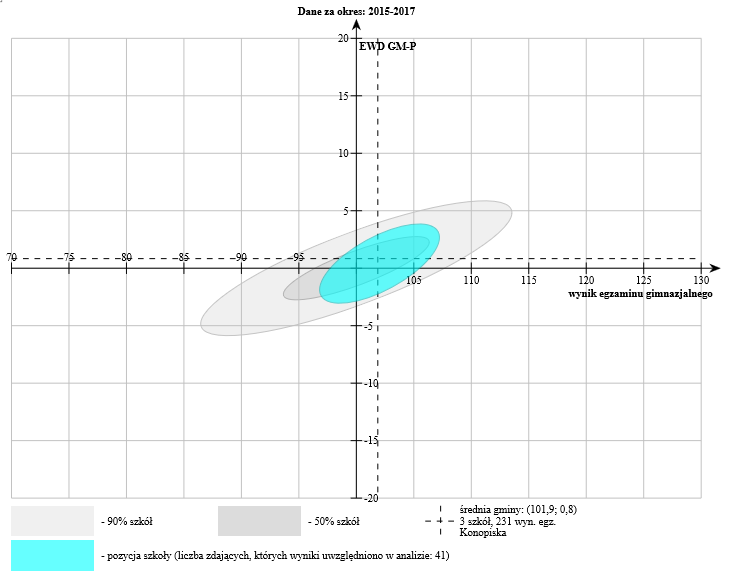 Dane za okres: 2015-2017
20
EWD GM-P
15
10
5
70 75 80 85 90 95 105 110 115 120 125 130
wynik egzaminu gimnazjalnego
-5
-10
-15
-20
- 90% szkół
- 50% szkół
średnia gminy: (101,9; 0,8)
3 szkół, 231 wyn. egz.
Konopiska
- pozycja szkoły (liczba zdających, których wyniki uwzględniono w analizie: 41)